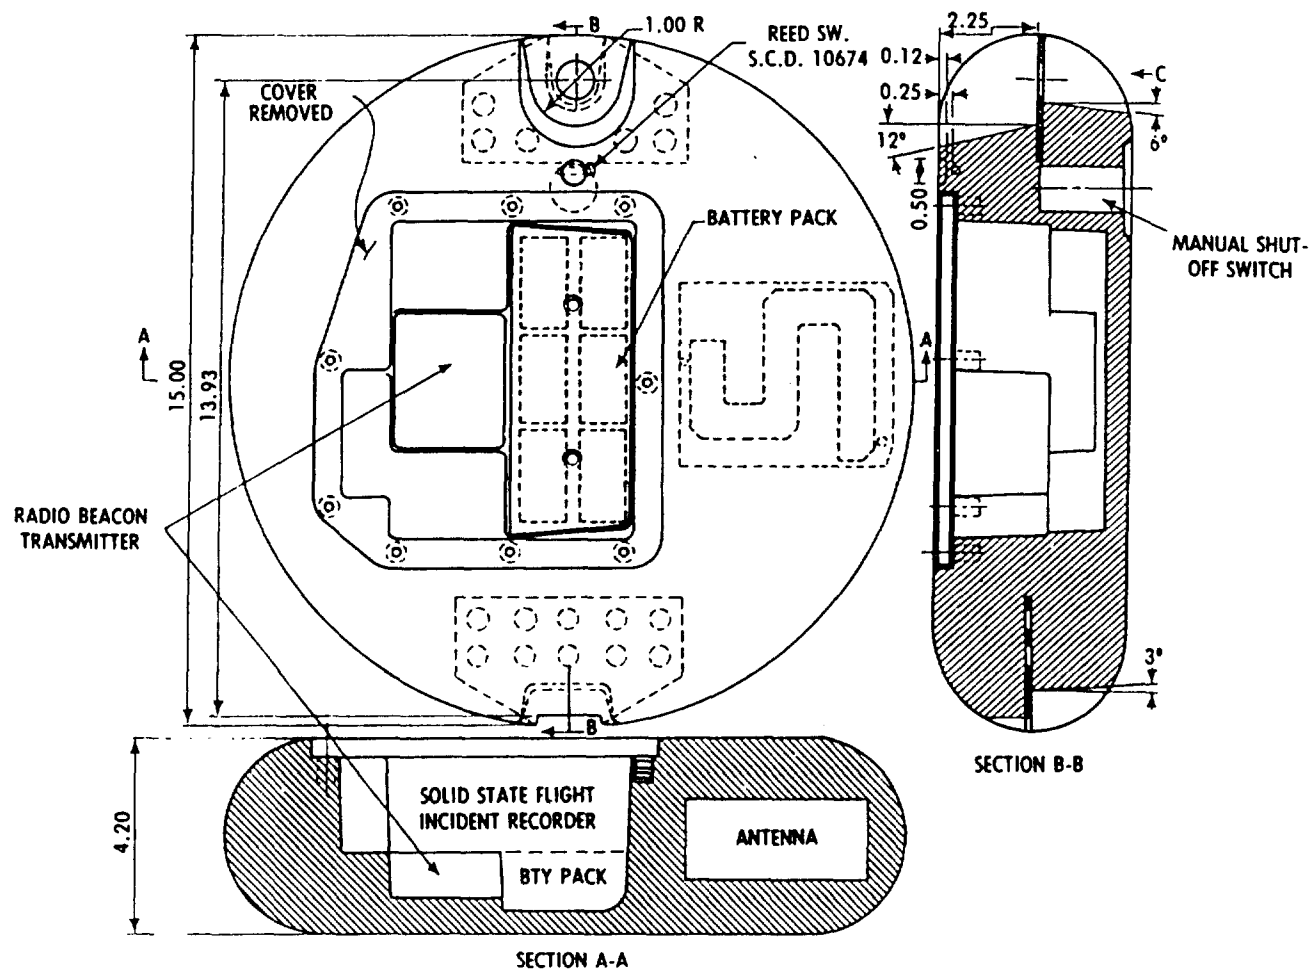 B
1.00 R
REED SW.
S.C.D. 10674
2.25
0.12
0.25
C
COVER
REMOVED
12°
6°
0.50
BATTERY PACK
MANUAL SHUT-
OFF SWITCH
A
A
15.00
13.93
RADIO BEACON
TRANSMITTER
3°
B
SECTION B-B
4.20
SOLID STATE FLIGHT
INCIDENT RECORDER
ANTENNA
BTY PACK
SECTION A-A